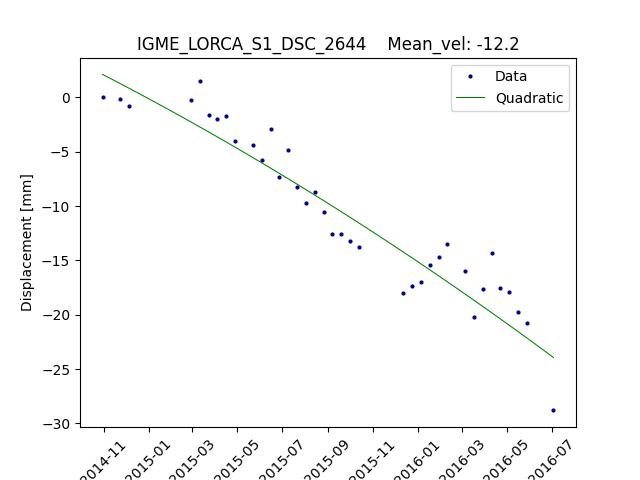 IGME_LORCA_S1_DSC_2644    Mean_vel: -12.2
Data
Quadratic
0
−5
−10
−15
−20
−25
−30
Displacement [mm]
2014-11 2015-01 2015-03 2015-05 2015-07 2015-09 2015-11 2016-01 2016-03 2016-05 2016-07